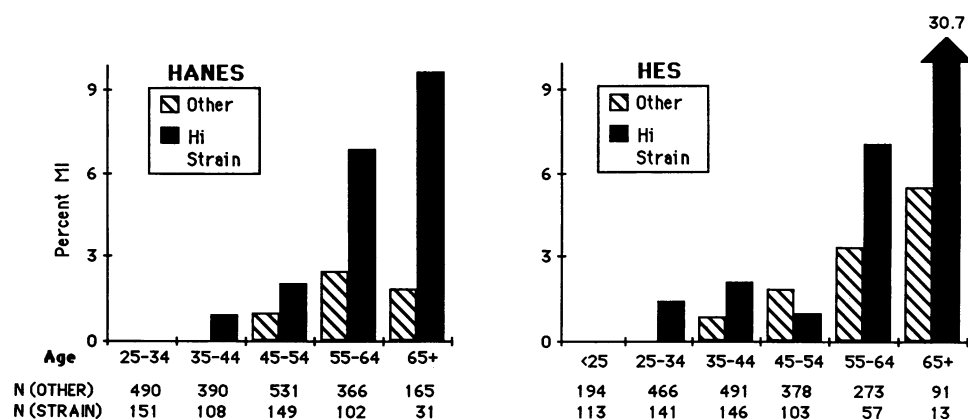 30.7
HANES
Other
Hi
Strain
HES
Other
Hi
Strain
Percent MI
9
6
3
0
9
6
3
0
Age 25-34 35-44 45-54 55-64 65+ <25 25-34 35-44 45-54 55-64 65+
N (OTHER) 490 390 531 366 165 194 466 491 378 273 91
N (STRAIN) 151 108 149 102 31 113 141 146 103 57 13